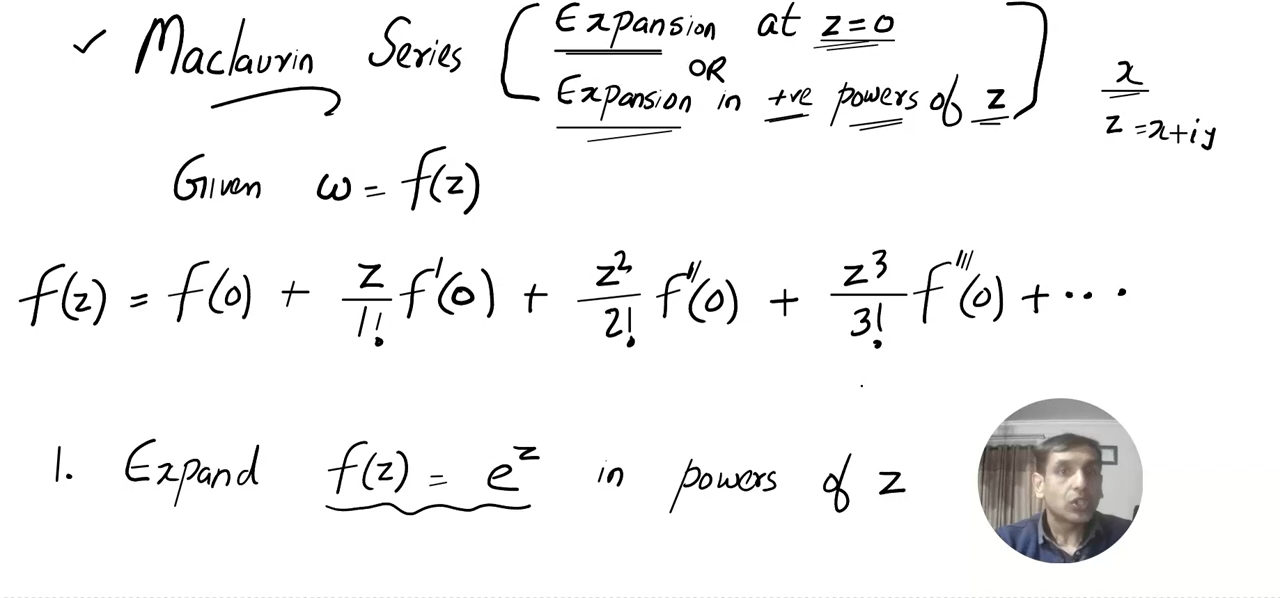 ✓ Maclaurin Series ( Expansion at z=0
OR
Expansion in +ve powers of z )
x
z = x+iy
Given ω = f(z)
f(z) = f(0) + z/1! f'(0) + z²/2! f''(0) + z³/3! f'''(0) + ...
1. Expand f(z) = e^z in powers of z